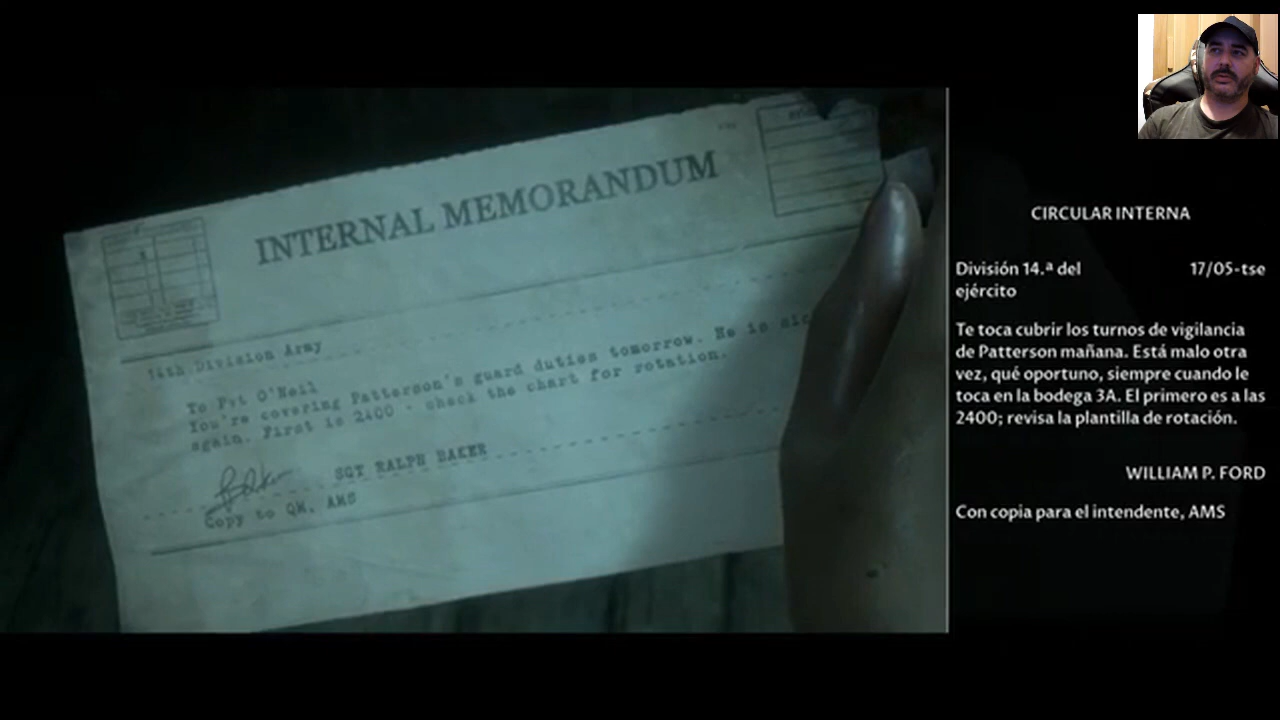 INTERNAL MEMORANDUM
14th Division Army
To Pvt O'Neil
You're covering Patterson's guard duties tomorrow. He is
again. First is 2400 - check the chart for rotation.
SGT RALPH BAKER
Copy to QM, AMS
CIRCULAR INTERNA
División 14.ª del 17/05-tse
ejército
Te toca cubrir los turnos de vigilancia
de Patterson mañana. Está malo otra
vez, qué oportuno, siempre cuando le
toca en la bodega 3A. El primero es a las
2400; revisa la plantilla de rotación.
WILLIAM P. FORD
Con copia para el intendente, AMS